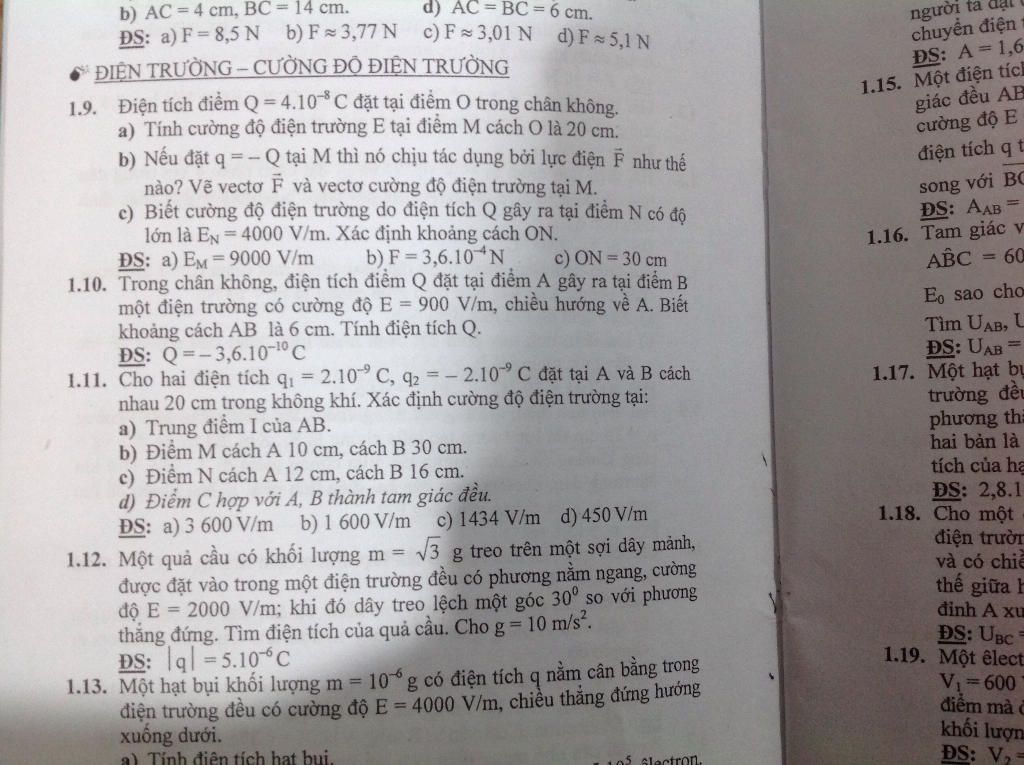 b) AC = 4 cm, BC = 14 cm. d) AC = BC = 6 cm.
ĐS: a) F = 8,5 N b) F ≈ 3,77 N c) F ≈ 3,01 N d) F ≈ 5,1 N
ĐIỆN TRƯỜNG – CƯỜNG ĐỘ ĐIỆN TRƯỜNG
1.9. Điện tích điểm Q = 4.10⁻⁸ C đặt tại điểm O trong chân không.
a) Tính cường độ điện trường E tại điểm M cách O là 20 cm.
b) Nếu đặt q = – Q tại M thì nó chịu tác dụng bởi lực điện F⃗ như thế
nào? Vẽ vectơ F⃗ và vectơ cường độ điện trường tại M.
c) Biết cường độ điện trường do điện tích Q gây ra tại điểm N có độ
lớn là E_N = 4000 V/m. Xác định khoảng cách ON.
ĐS: a) E_M = 9000 V/m b) F = 3,6.10⁻⁴ N c) ON = 30 cm
1.10. Trong chân không, điện tích điểm Q đặt tại điểm A gây ra tại điểm B
một điện trường có cường độ E = 900 V/m, chiều hướng về A. Biết
khoảng cách AB là 6 cm. Tính điện tích Q.
ĐS: Q = – 3,6.10⁻¹⁰ C
1.11. Cho hai điện tích q₁ = 2.10⁻⁹ C, q₂ = – 2.10⁻⁹ C đặt tại A và B cách
nhau 20 cm trong không khí. Xác định cường độ điện trường tại:
a) Trung điểm I của AB.
b) Điểm M cách A 10 cm, cách B 30 cm.
c) Điểm N cách A 12 cm, cách B 16 cm.
d) Điểm C hợp với A, B thành tam giác đều.
ĐS: a) 3 600 V/m b) 1 600 V/m c) 1434 V/m d) 450 V/m
1.12. Một quả cầu có khối lượng m = √3 g treo trên một sợi dây mảnh,
được đặt vào trong một điện trường đều có phương nằm ngang, cường
độ E = 2000 V/m; khi đó dây treo lệch một góc 30⁰ so với phương
thẳng đứng. Tìm điện tích của quả cầu. Cho g = 10 m/s².
ĐS: |q| = 5.10⁻⁶ C
1.13. Một hạt bụi khối lượng m = 10⁻⁶ g có điện tích q nằm cân bằng trong
điện trường đều có cường độ E = 4000 V/m, chiều thẳng đứng hướng
xuống dưới.
a) Tính điện tích hạt bụi.
10⁵ êlectron.
người ta đặt
chuyển điện
ĐS: A = 1,6
1.15. Một điện tích
giác đều AB
cường độ E
điện tích q
song với BC
ĐS: A_AB =
1.16. Tam giác v
ABC = 60
E₀ sao cho
Tìm U_AB,
ĐS: U_AB =
1.17. Một hạt bụ
trường đều
phương th
hai bản là
tích của hạ
ĐS: 2,8.1
1.18. Cho một
điện trườn
và có chiề
thế giữa h
đỉnh A xu
ĐS: U_BC =
1.19. Một êlect
V₁ = 600
điểm mà
khối lượn
ĐS: V₂ =